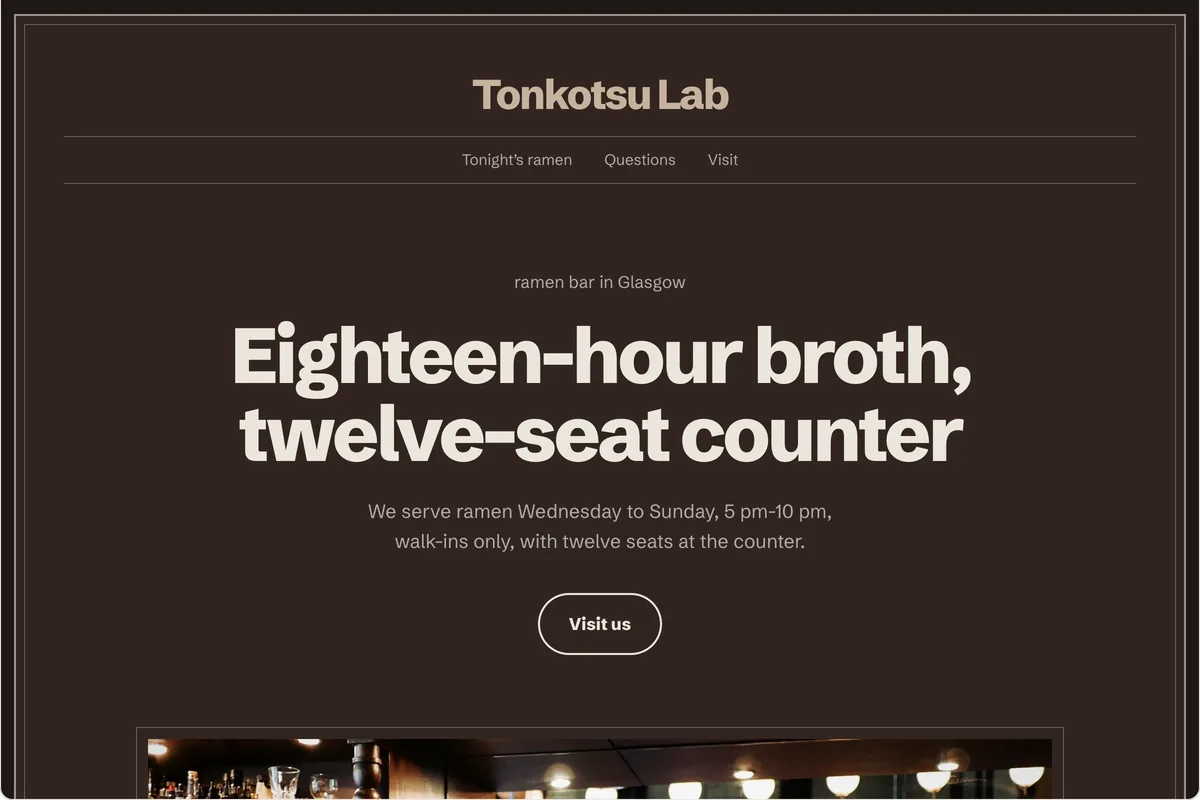 Tonkotsu Lab
Tonight's ramen Questions Visit
ramen bar in Glasgow
Eighteen-hour broth,
twelve-seat counter
We serve ramen Wednesday to Sunday, 5 pm-10 pm,
walk-ins only, with twelve seats at the counter.
Visit us